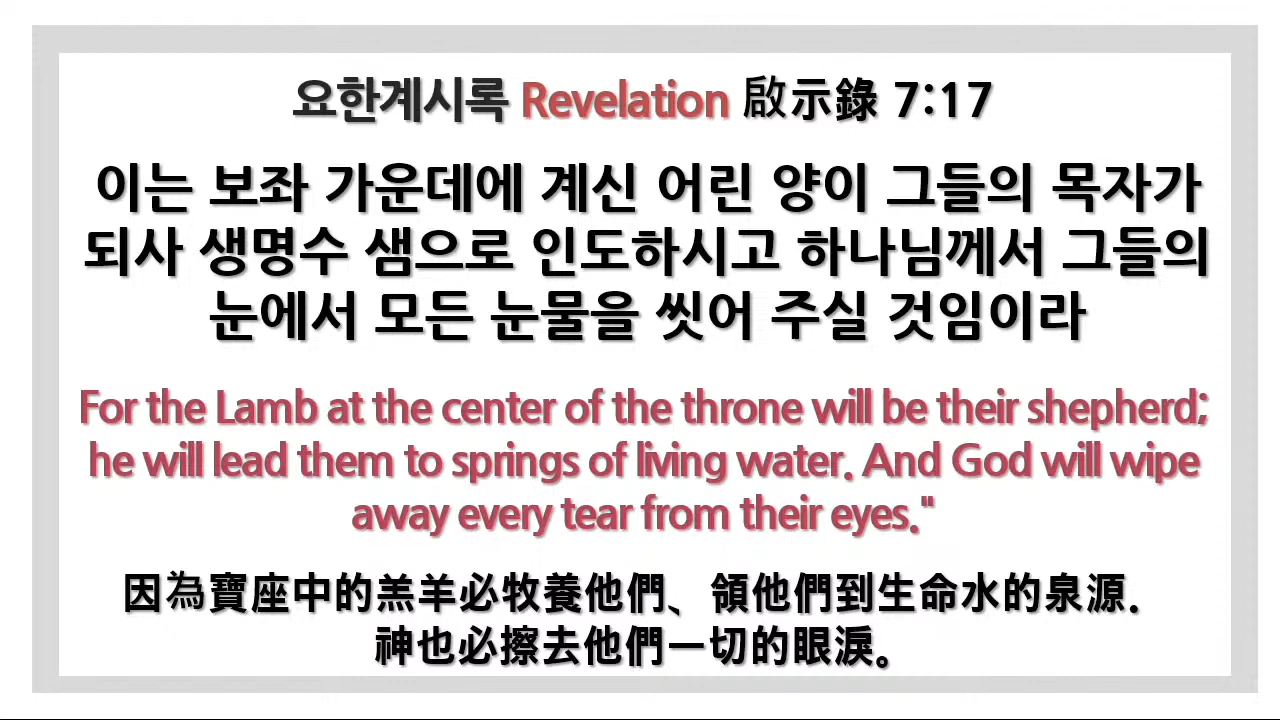 요한계시록 Revelation 啟示錄 7:17
이는 보좌 가운데에 계신 어린 양이 그들의 목자가
되사 생명수 샘으로 인도하시고 하나님께서 그들의
눈에서 모든 눈물을 씻어 주실 것임이라
For the Lamb at the center of the throne will be their shepherd;
he will lead them to springs of living water. And God will wipe
away every tear from their eyes."
因為寶座中的羔羊必牧養他們、領他們到生命水的泉源.
神也必擦去他們一切的眼淚。